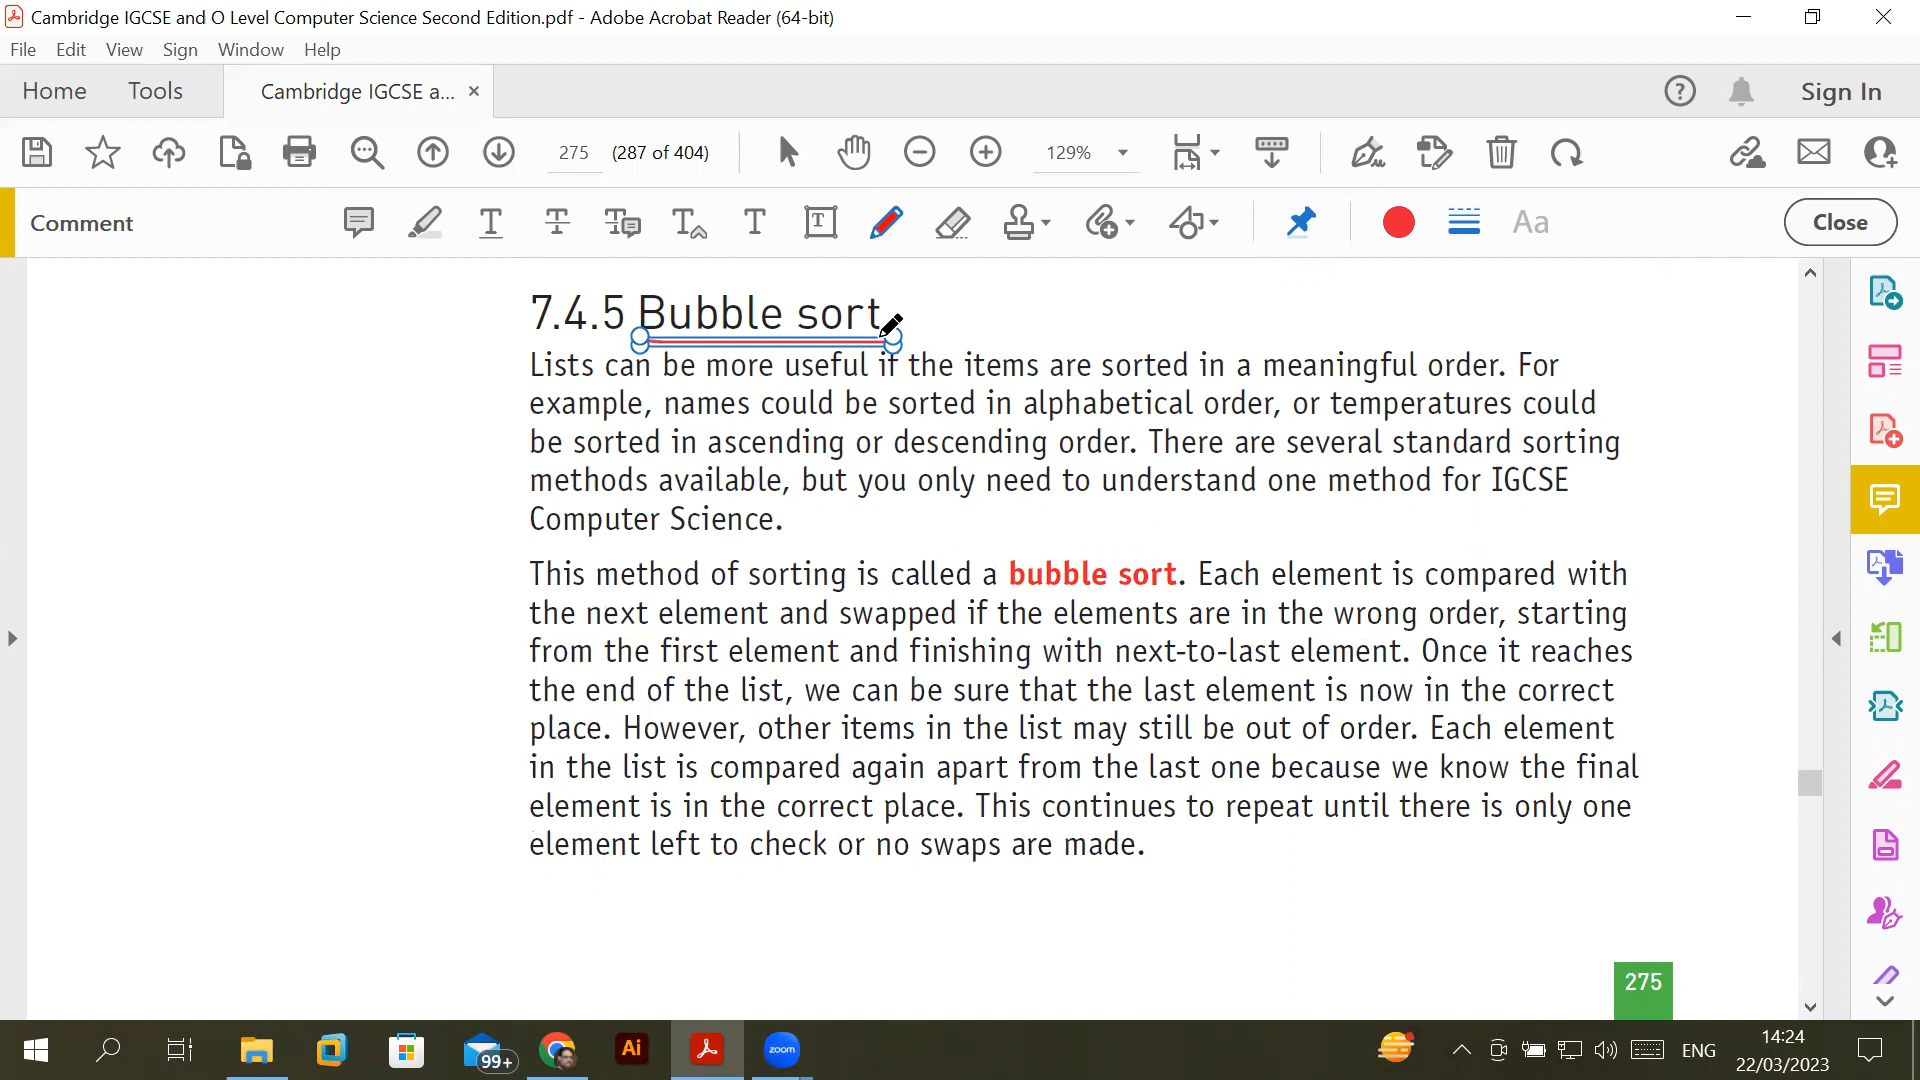 Cambridge IGCSE and O Level Computer Science Second Edition.pdf - Adobe Acrobat Reader (64-bit)
File Edit View Sign Window Help
Home Tools Cambridge IGCSE a... × ? Sign In
275 (287 of 404) 129%
Comment T T T T T T Aa Close
7.4.5 Bubble sort
Lists can be more useful if the items are sorted in a meaningful order. For
example, names could be sorted in alphabetical order, or temperatures could
be sorted in ascending or descending order. There are several standard sorting
methods available, but you only need to understand one method for IGCSE
Computer Science.
This method of sorting is called a bubble sort. Each element is compared with
the next element and swapped if the elements are in the wrong order, starting
from the first element and finishing with next-to-last element. Once it reaches
the end of the list, we can be sure that the last element is now in the correct
place. However, other items in the list may still be out of order. Each element
in the list is compared again apart from the last one because we know the final
element is in the correct place. This continues to repeat until there is only one
element left to check or no swaps are made.
275
99+ Ai zoom ENG 14:24
22/03/2023